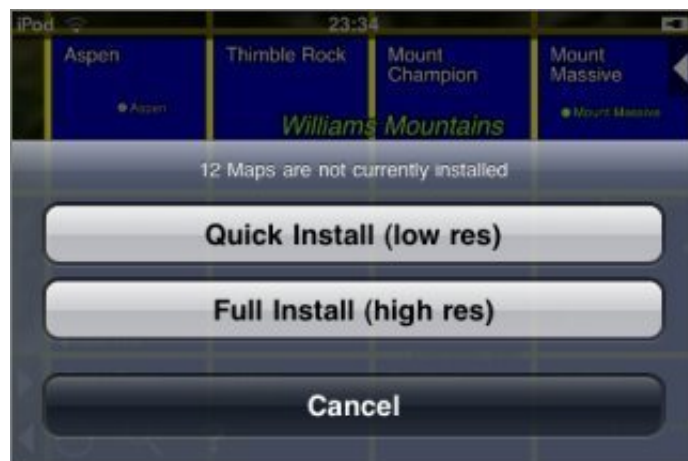 iPod 23:34
Aspen Thimble Rock Mount Champion Mount Massive
Aspen
Mount Massive
Williams Mountains
12 Maps are not currently installed
Quick Install (low res)
Full Install (high res)
Cancel